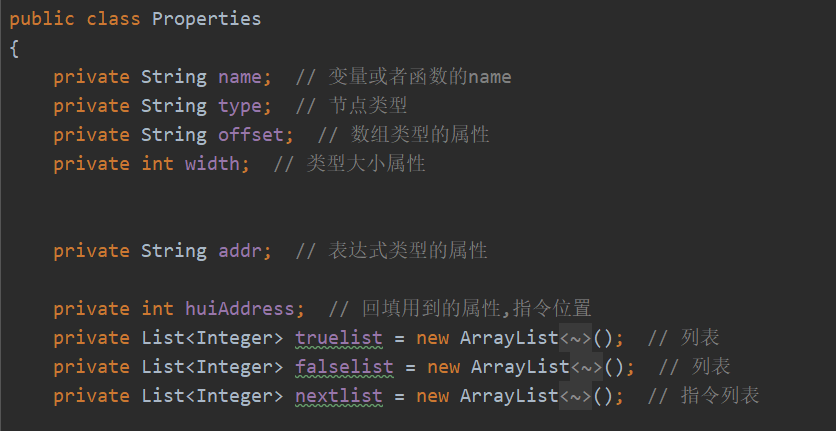 public class Properties
{
    private String name;  // 变量或者函数的name
    private String type;  // 节点类型
    private String offset;  // 数组类型的属性
    private int width;  // 类型大小属性
    private String addr;  // 表达式类型的属性
    private int huiAddress;  // 回填用到的属性,指令位置
    private List<Integer> truelist = new ArrayList<~>();  // 列表
    private List<Integer> falselist = new ArrayList<~>();  // 列表
    private List<Integer> nextlist = new ArrayList<~>();  // 指令列表